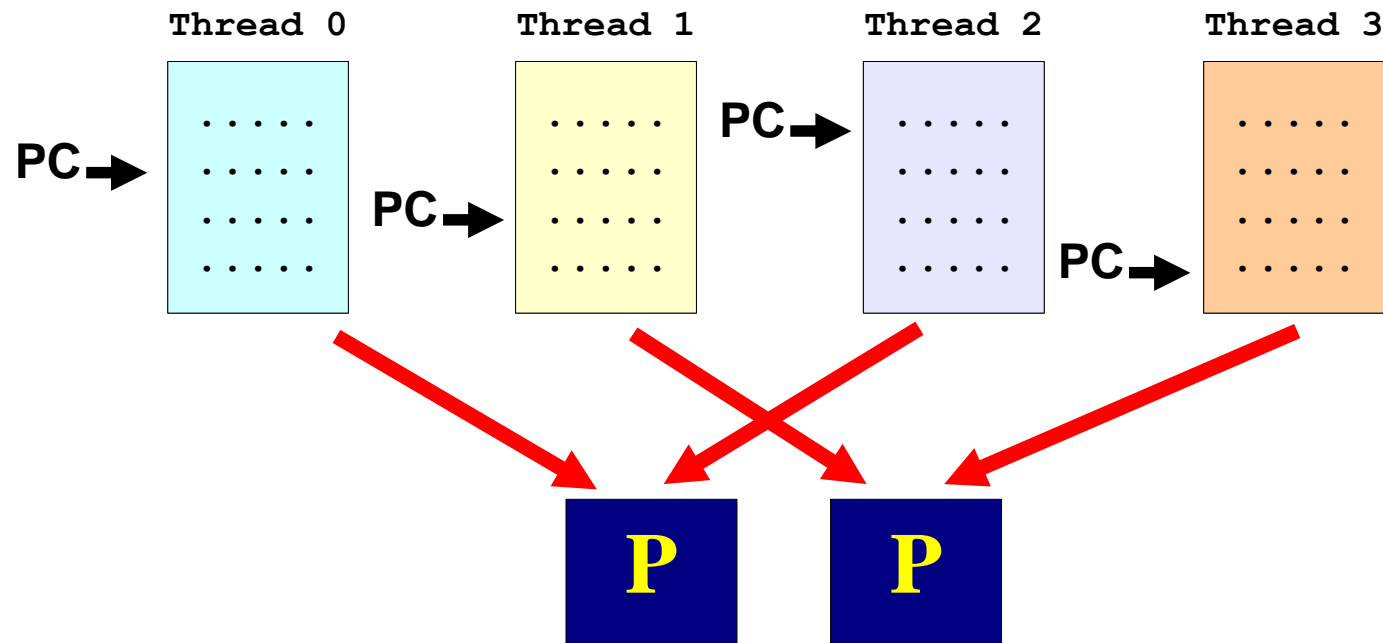 Thread 0 Thread 1 Thread 2 Thread 3
PC
. . . . . . . . . . . . . . . . . . . .
PC
. . . . . . . . . . . . . . . . . . . .
PC
. . . . . . . . . . . . . . . . . . . .
PC
. . . . . . . . . . . . . . . . . . . .
P P